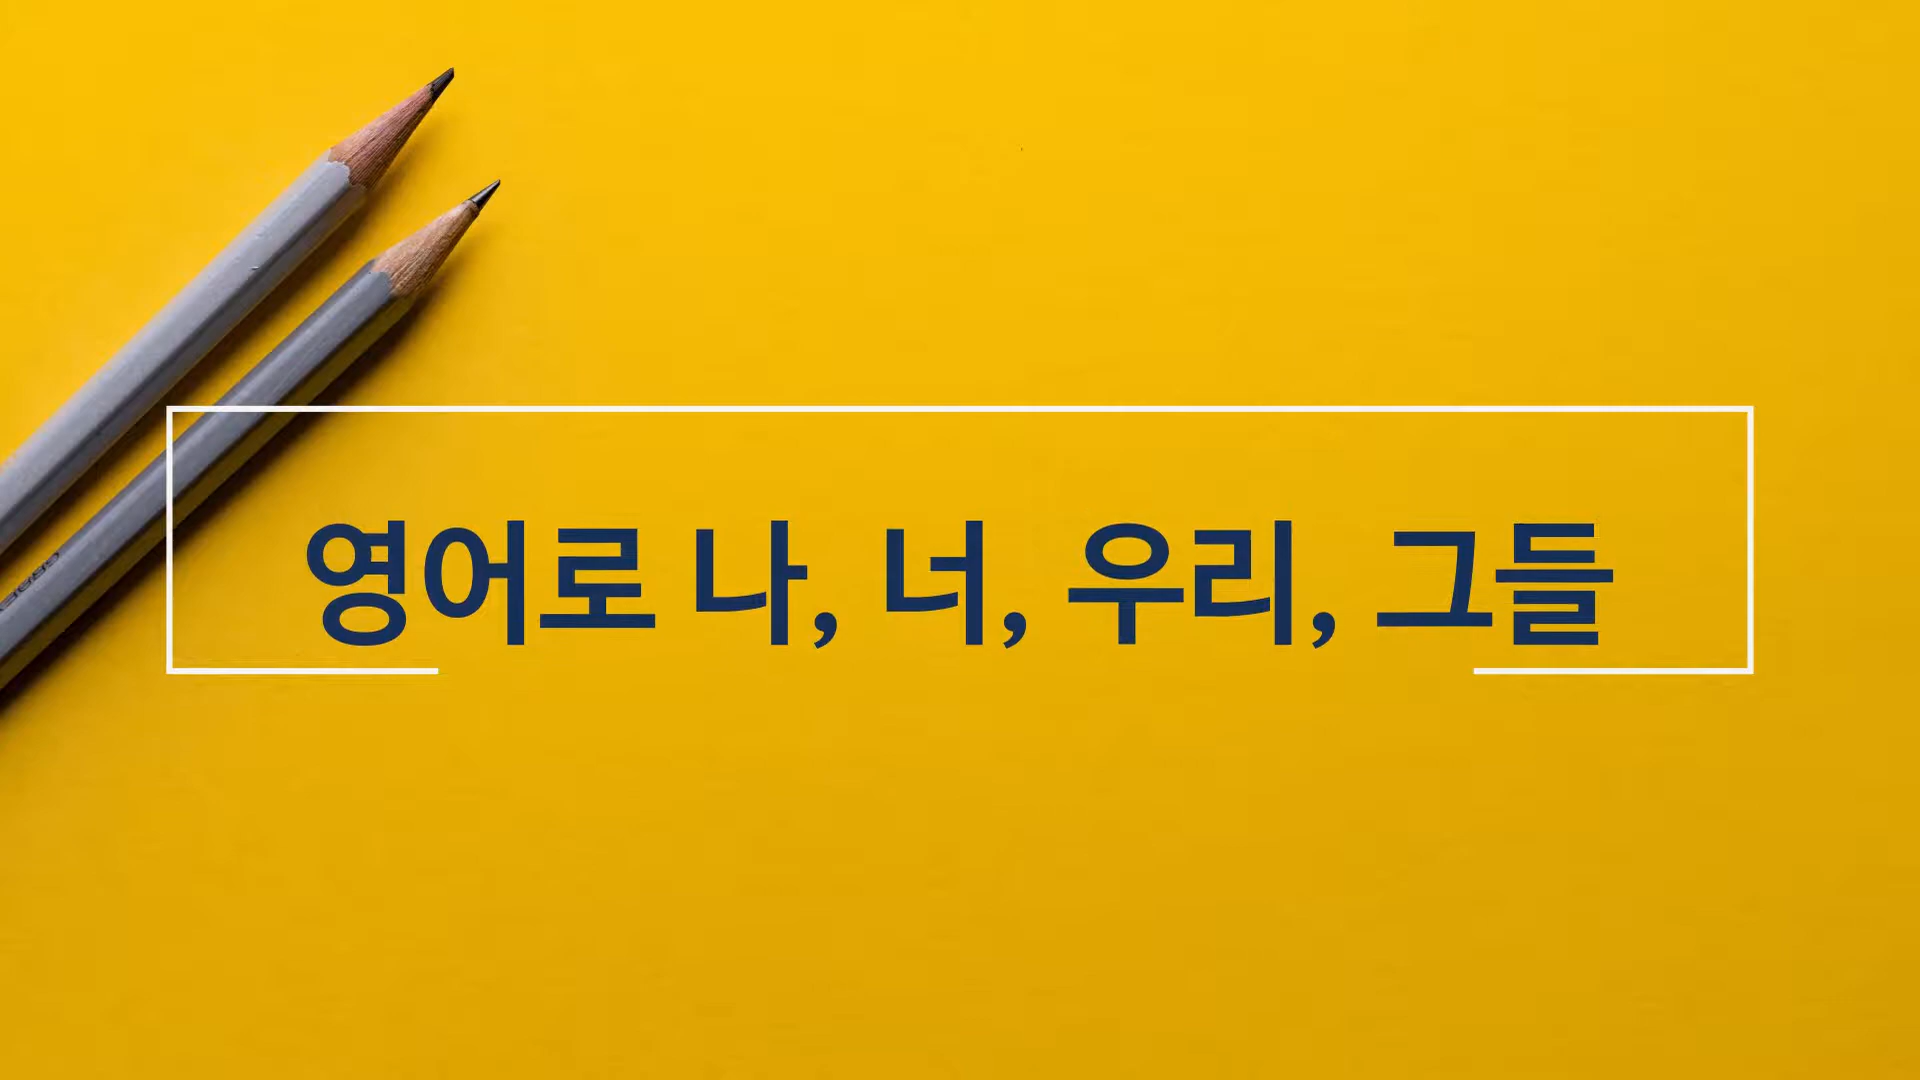 영어로 나, 너, 우리, 그들